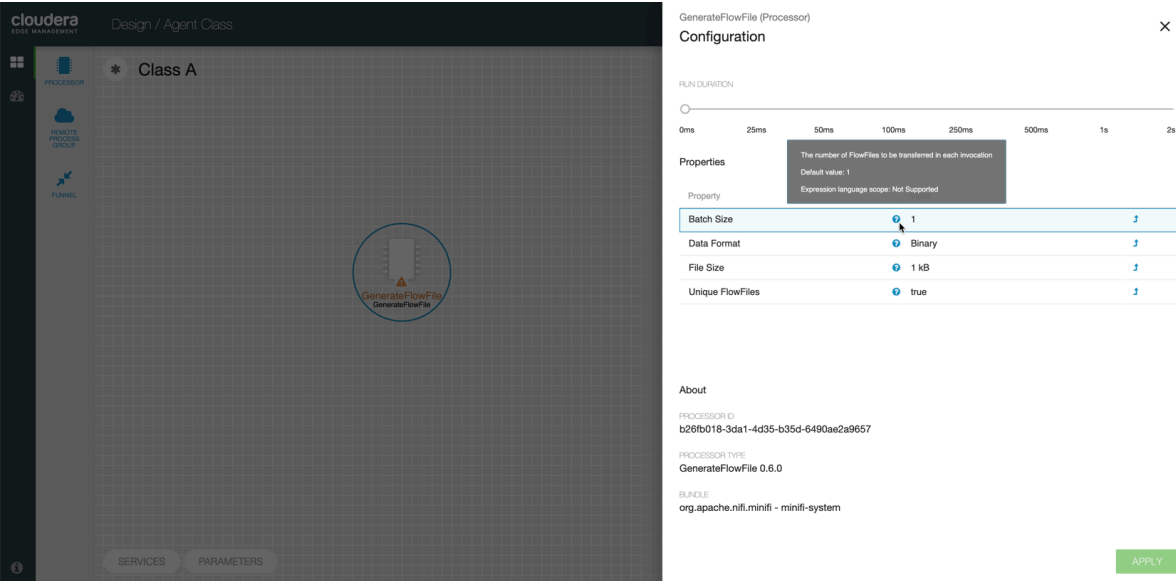 cloudera
EDGE MANAGEMENT
Design / Agent Class
PROCESSOR
REMOTE
PROCESS
GROUP
FUNNEL
Class A
GenerateFlowFile
GenerateFlowFile
SERVICES
PARAMETERS
GenerateFlowFile (Processor)
Configuration
RUN DURATION
0ms 25ms 50ms 100ms 250ms 500ms 1s 2s
Properties
The number of FlowFiles to be transferred in each invocation
Default value: 1
Expression language scope: Not Supported
Property
Batch Size 1
Data Format Binary
File Size 1 kB
Unique FlowFiles true
About
PROCESSOR ID
b26fb018-3da1-4d35-b35d-6490ae2a9657
PROCESSOR TYPE
GenerateFlowFile 0.6.0
BUNDLE
org.apache.nifi.minifi - minifi-system
APPLY